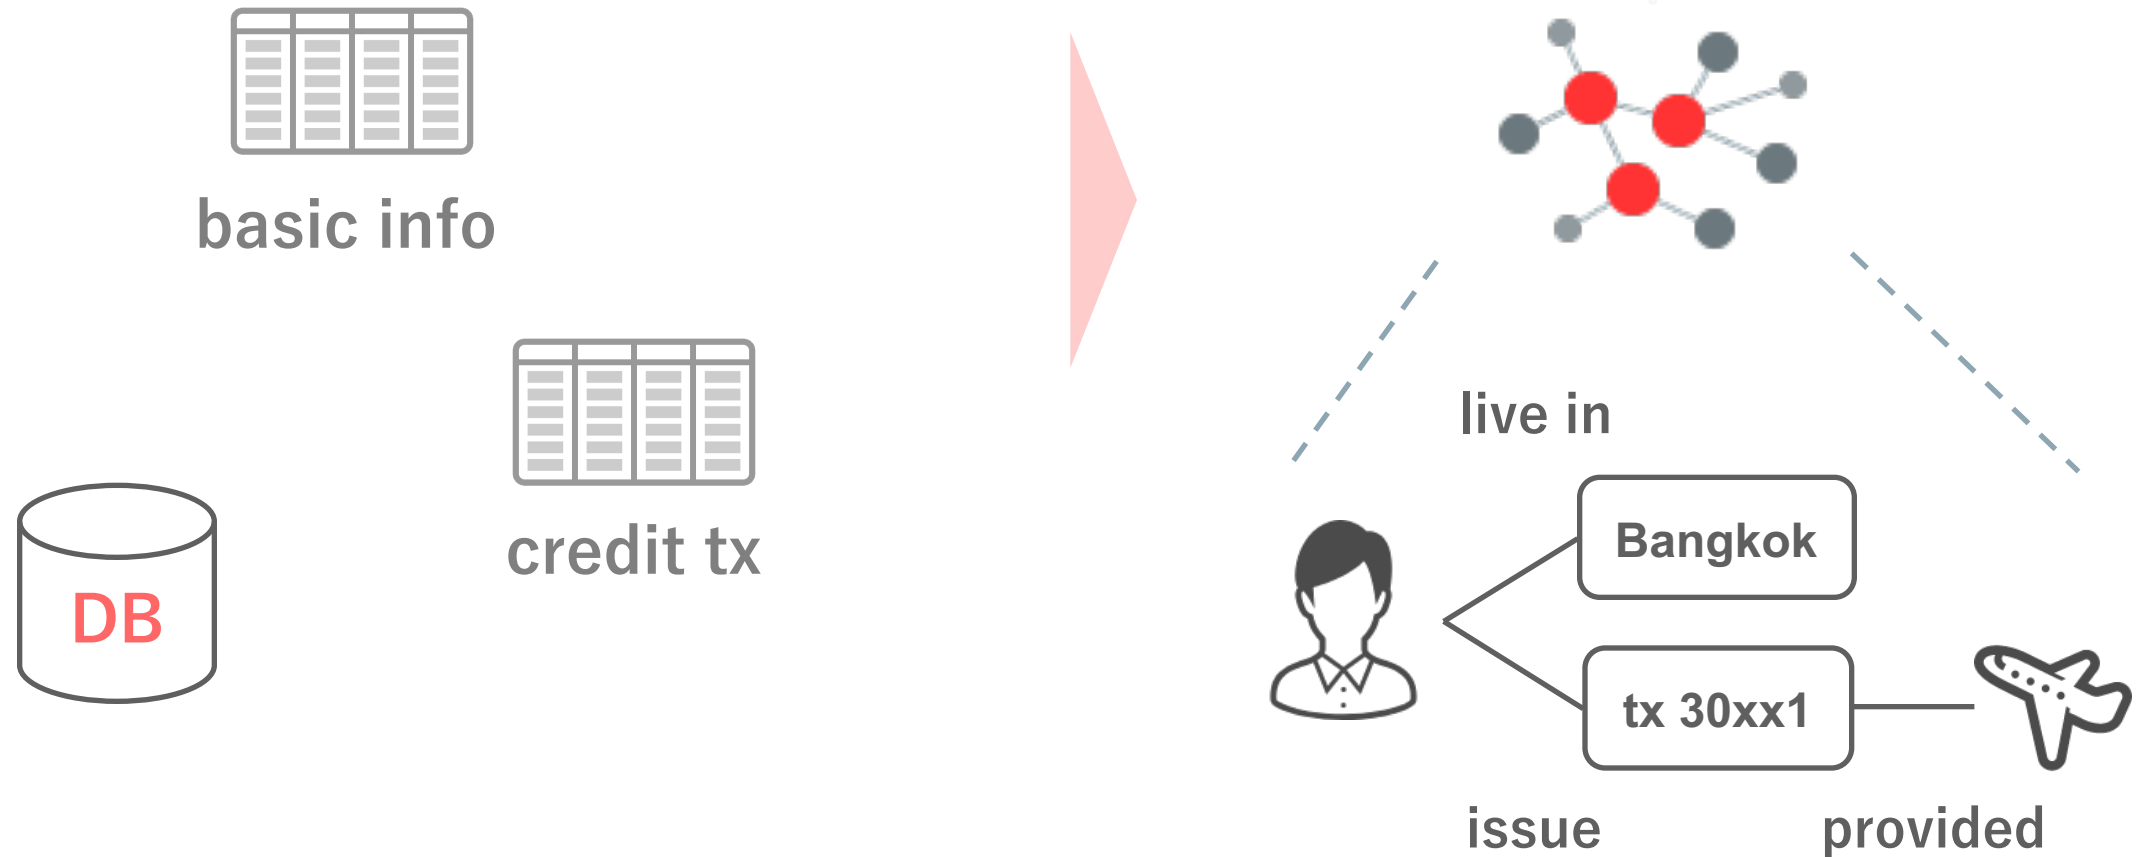 basic info
credit tx
DB
live in
Bangkok
tx 30xx1
issue
provided